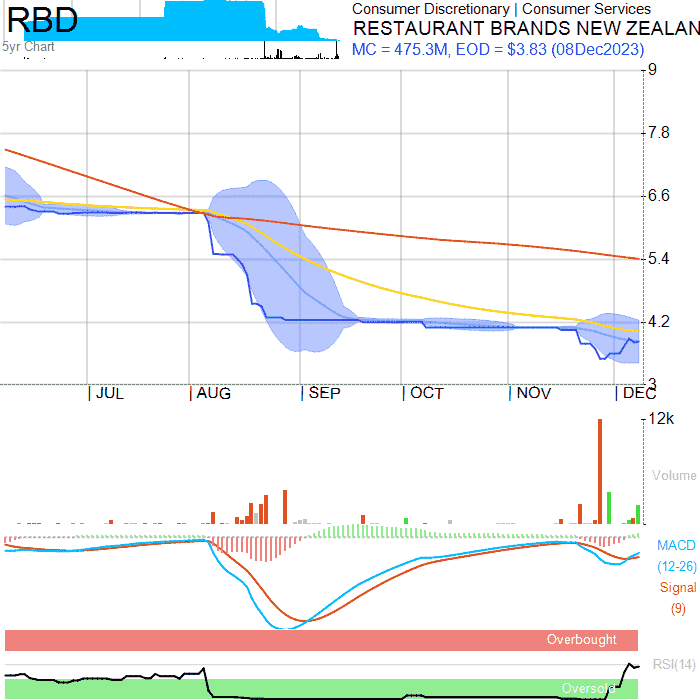 RBD
5yr Chart
Consumer Discretionary | Consumer Services
RESTAURANT BRANDS NEW ZEALAN
MC = 475.3M, EOD = $3.83 (08Dec2023)
9
7.8
6.6
5.4
4.2
3
JUL
AUG
SEP
OCT
NOV
DEC
12k
Volume
MACD
(12-26)
Signal
(9)
Overbought
RSI(14)
Oversold